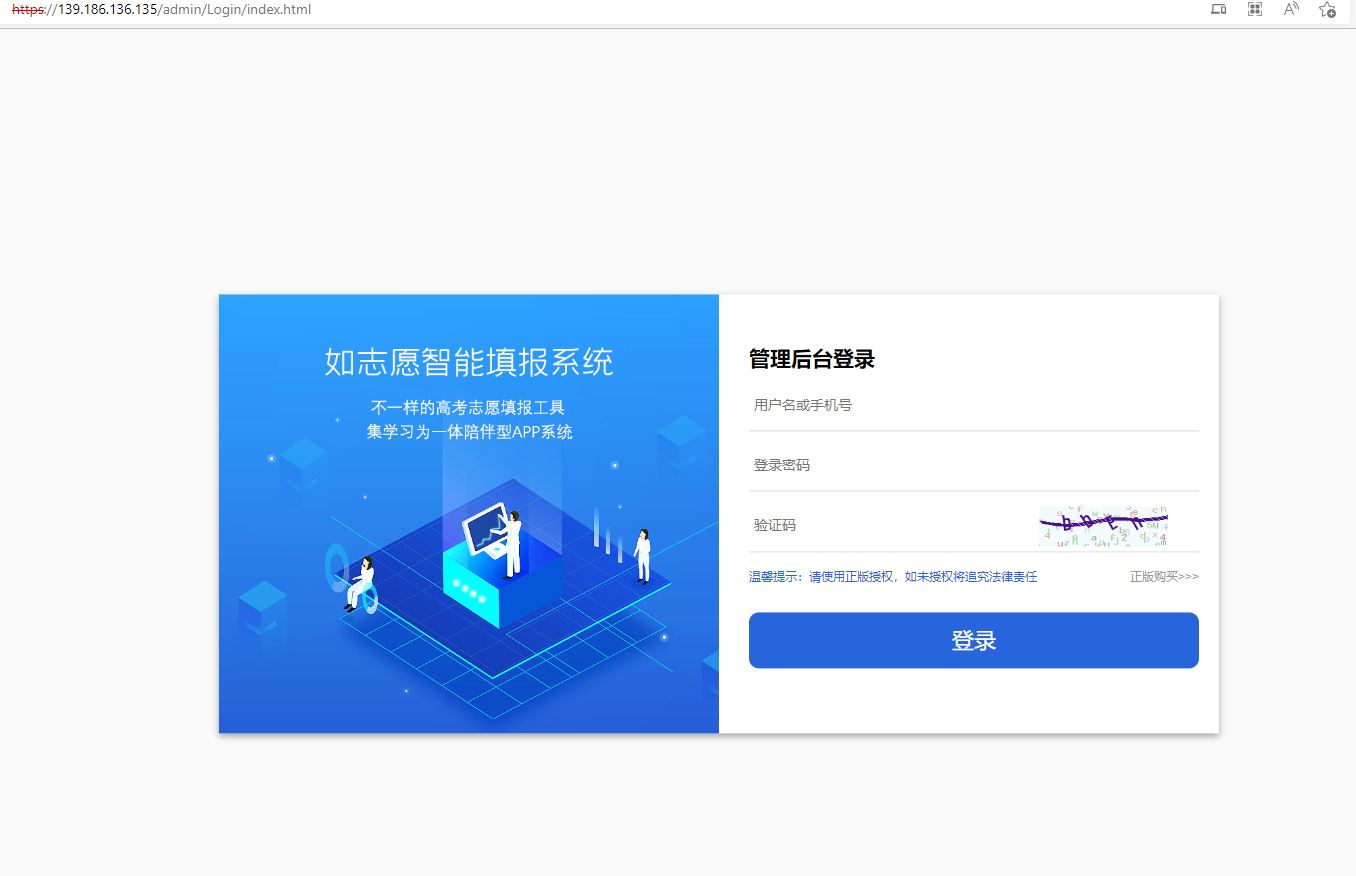 https://139.186.136.135/admin/Login/index.html
如志愿智能填报系统
不一样的高考志愿填报工具
集学习为一体陪伴型APP系统
管理后台登录
用户名或手机号
登录密码
验证码
温馨提示：请使用正版授权，如未授权将追究法律责任
正版购买>>>
登录